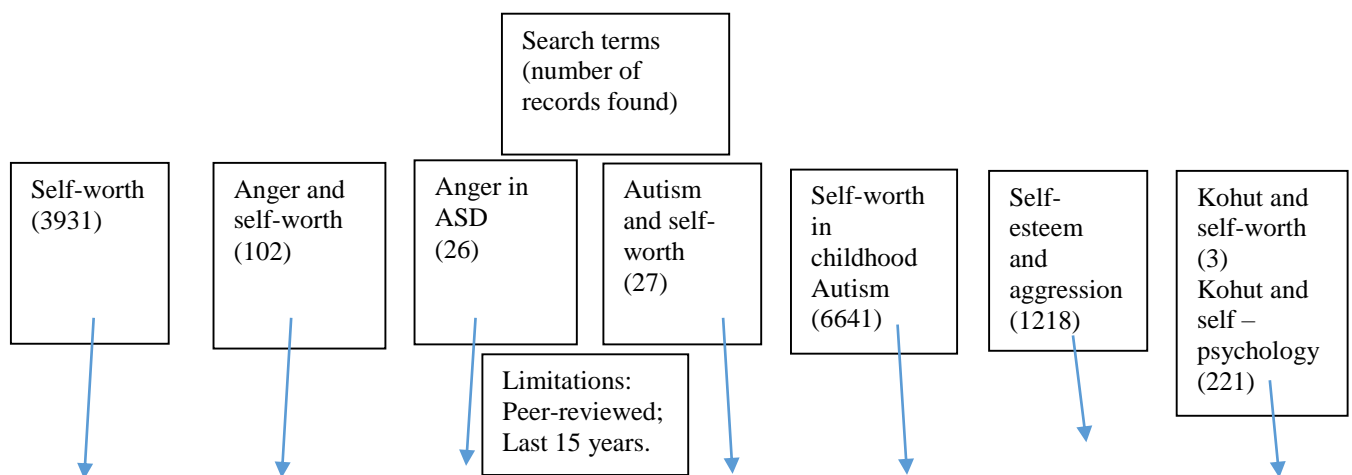 Search terms
(number of
records found)
Self-worth
(3931)
Anger and
self-worth
(102)
Anger in
ASD
(26)
Autism
and self-
worth
(27)
Self-worth
in
childhood
Autism
(6641)
Self-
esteem
and
aggression
(1218)
Kohut and
self-worth
(3)
Kohut and
self –
psychology
(221)
Limitations:
Peer-reviewed;
Last 15 years.